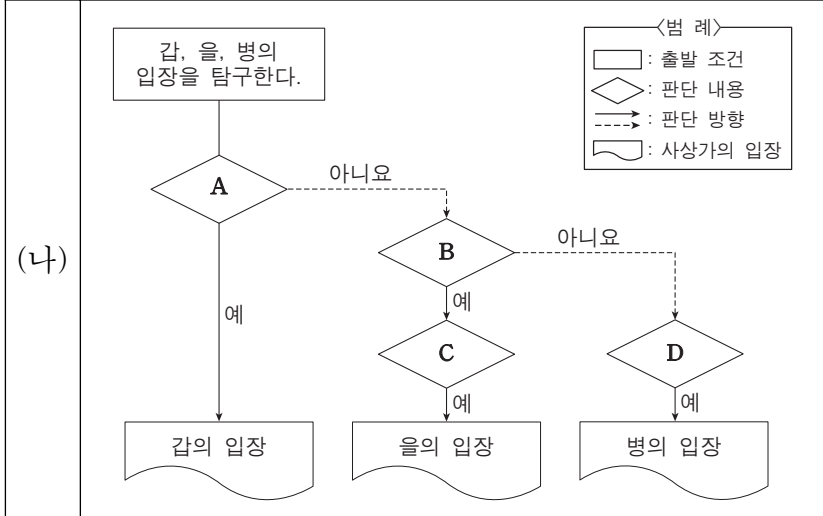 (나)
갑, 을, 병의
입장을 탐구한다.
〈범 례〉
: 출발 조건
: 판단 내용
: 판단 방향
: 사상가의 입장
A
아니요
B
아니요
예
예
C
D
예
예
갑의 입장
을의 입장
병의 입장